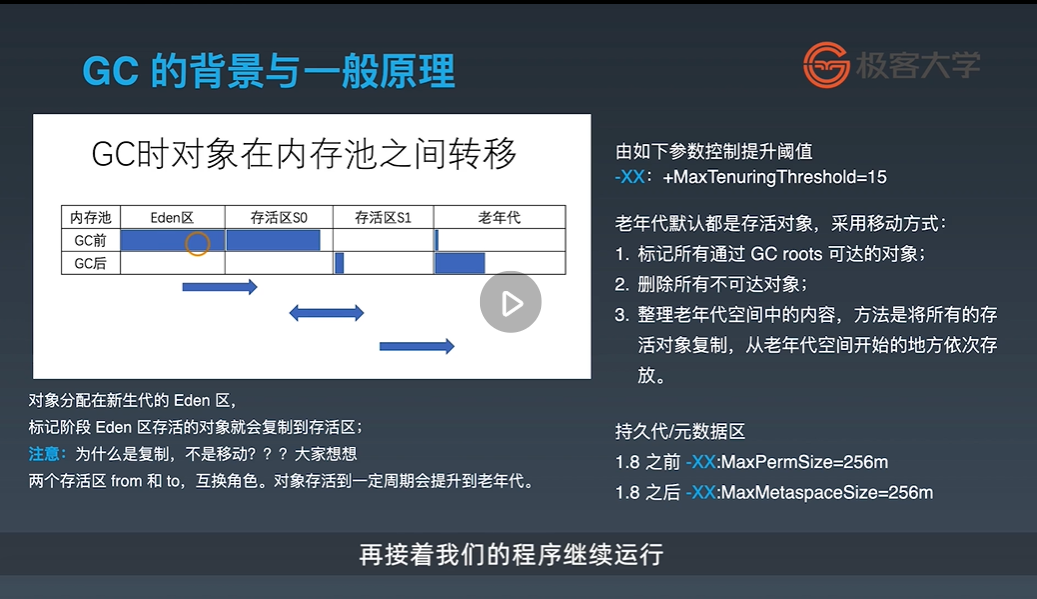 GC 的背景与一般原理
极客大学
GC时对象在内存池之间转移
内存池 Eden区 存活区S0 存活区S1 老年代
GC前
GC后
对象分配在新生代的 Eden 区，
标记阶段 Eden 区存活的对象就会复制到存活区；
注意：为什么是复制，不是移动？？？大家想想
两个存活区 from 和 to，互换角色。对象存活到一定周期会提升到老年代。
由如下参数控制提升阈值
-XX：+MaxTenuringThreshold=15
老年代默认都是存活对象，采用移动方式：
1. 标记所有通过 GC roots 可达的对象；
2. 删除所有不可达对象；
3. 整理老年代空间中的内容，方法是将所有的存
活对象复制，从老年代空间开始的地方依次存
放。
持久代/元数据区
1.8 之前 -XX:MaxPermSize=256m
1.8 之后 -XX:MaxMetaspaceSize=256m
再接着我们的程序继续运行